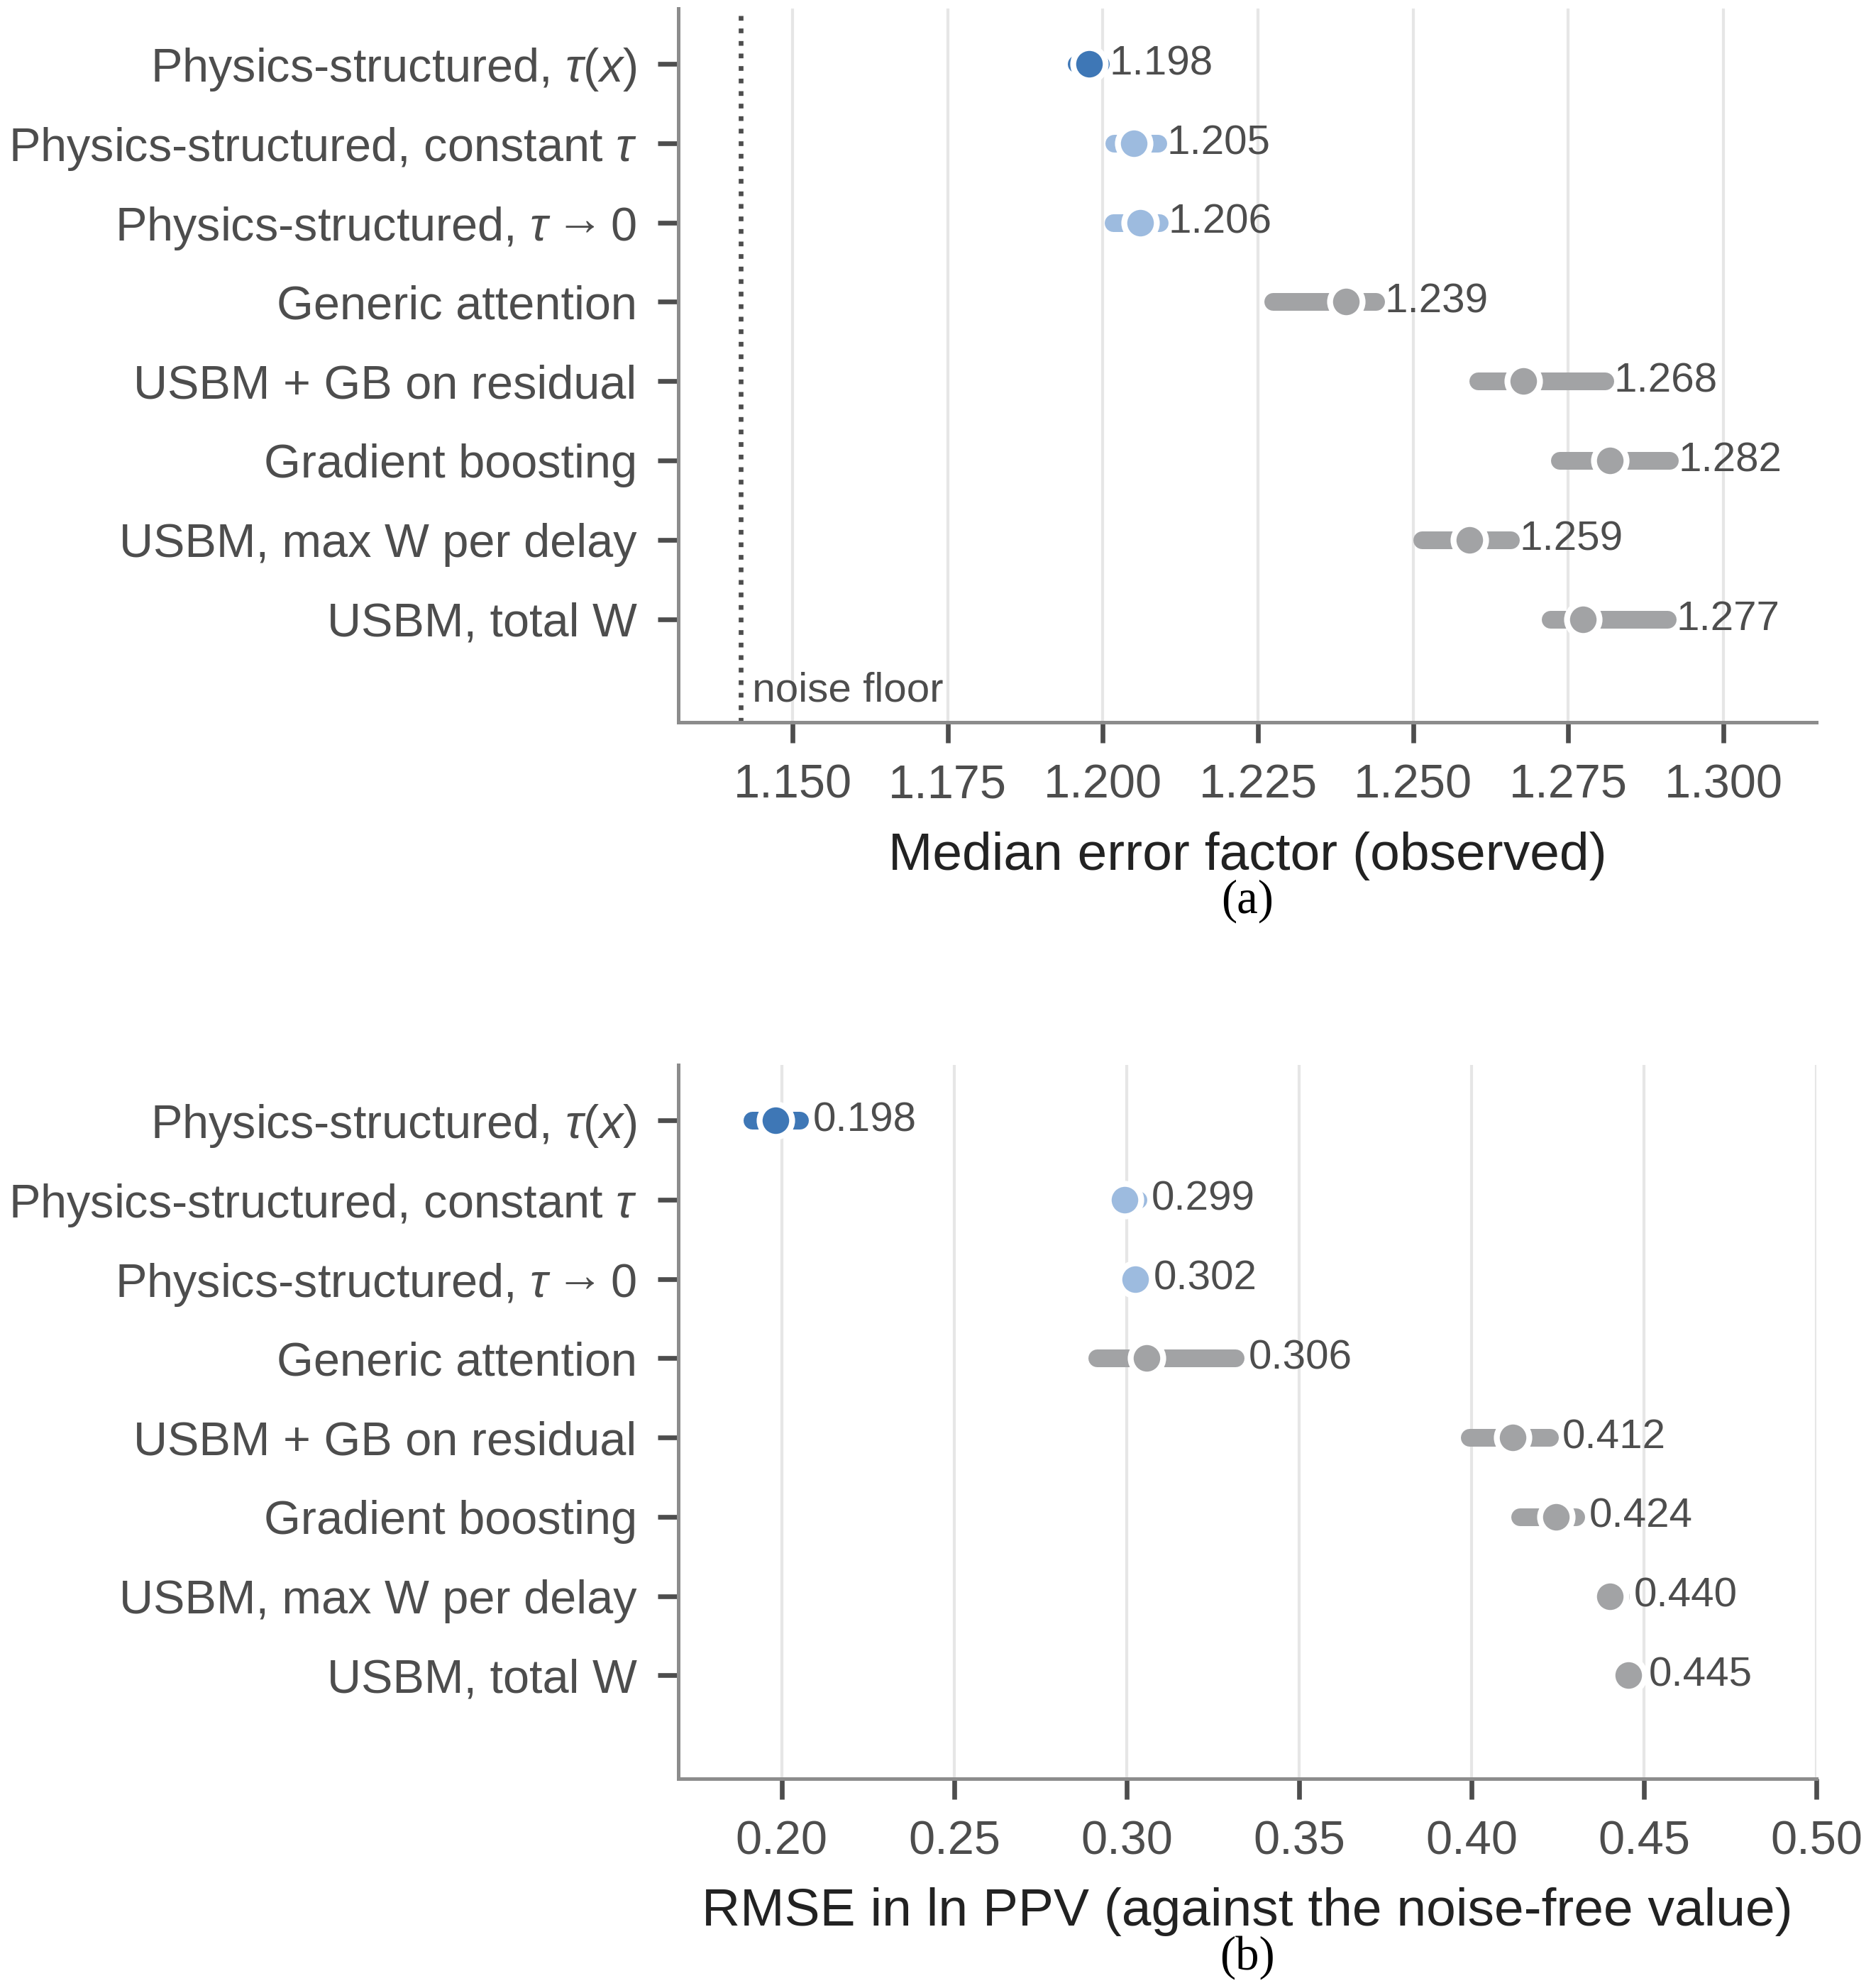 Physics-structured, τ(x)
1.198
Physics-structured, constant τ
1.205
Physics-structured, τ → 0
1.206
Generic attention
1.239
USBM + GB on residual
1.268
Gradient boosting
1.282
USBM, max W per delay
1.259
USBM, total W
1.277
noise floor
1.150 1.175 1.200 1.225 1.250 1.275 1.300
Median error factor (observed)
(a)
Physics-structured, τ(x)
0.198
Physics-structured, constant τ
0.299
Physics-structured, τ → 0
0.302
Generic attention
0.306
USBM + GB on residual
0.412
Gradient boosting
0.424
USBM, max W per delay
0.440
USBM, total W
0.445
0.20 0.25 0.30 0.35 0.40 0.45 0.50
RMSE in ln PPV (against the noise-free value)
(b)